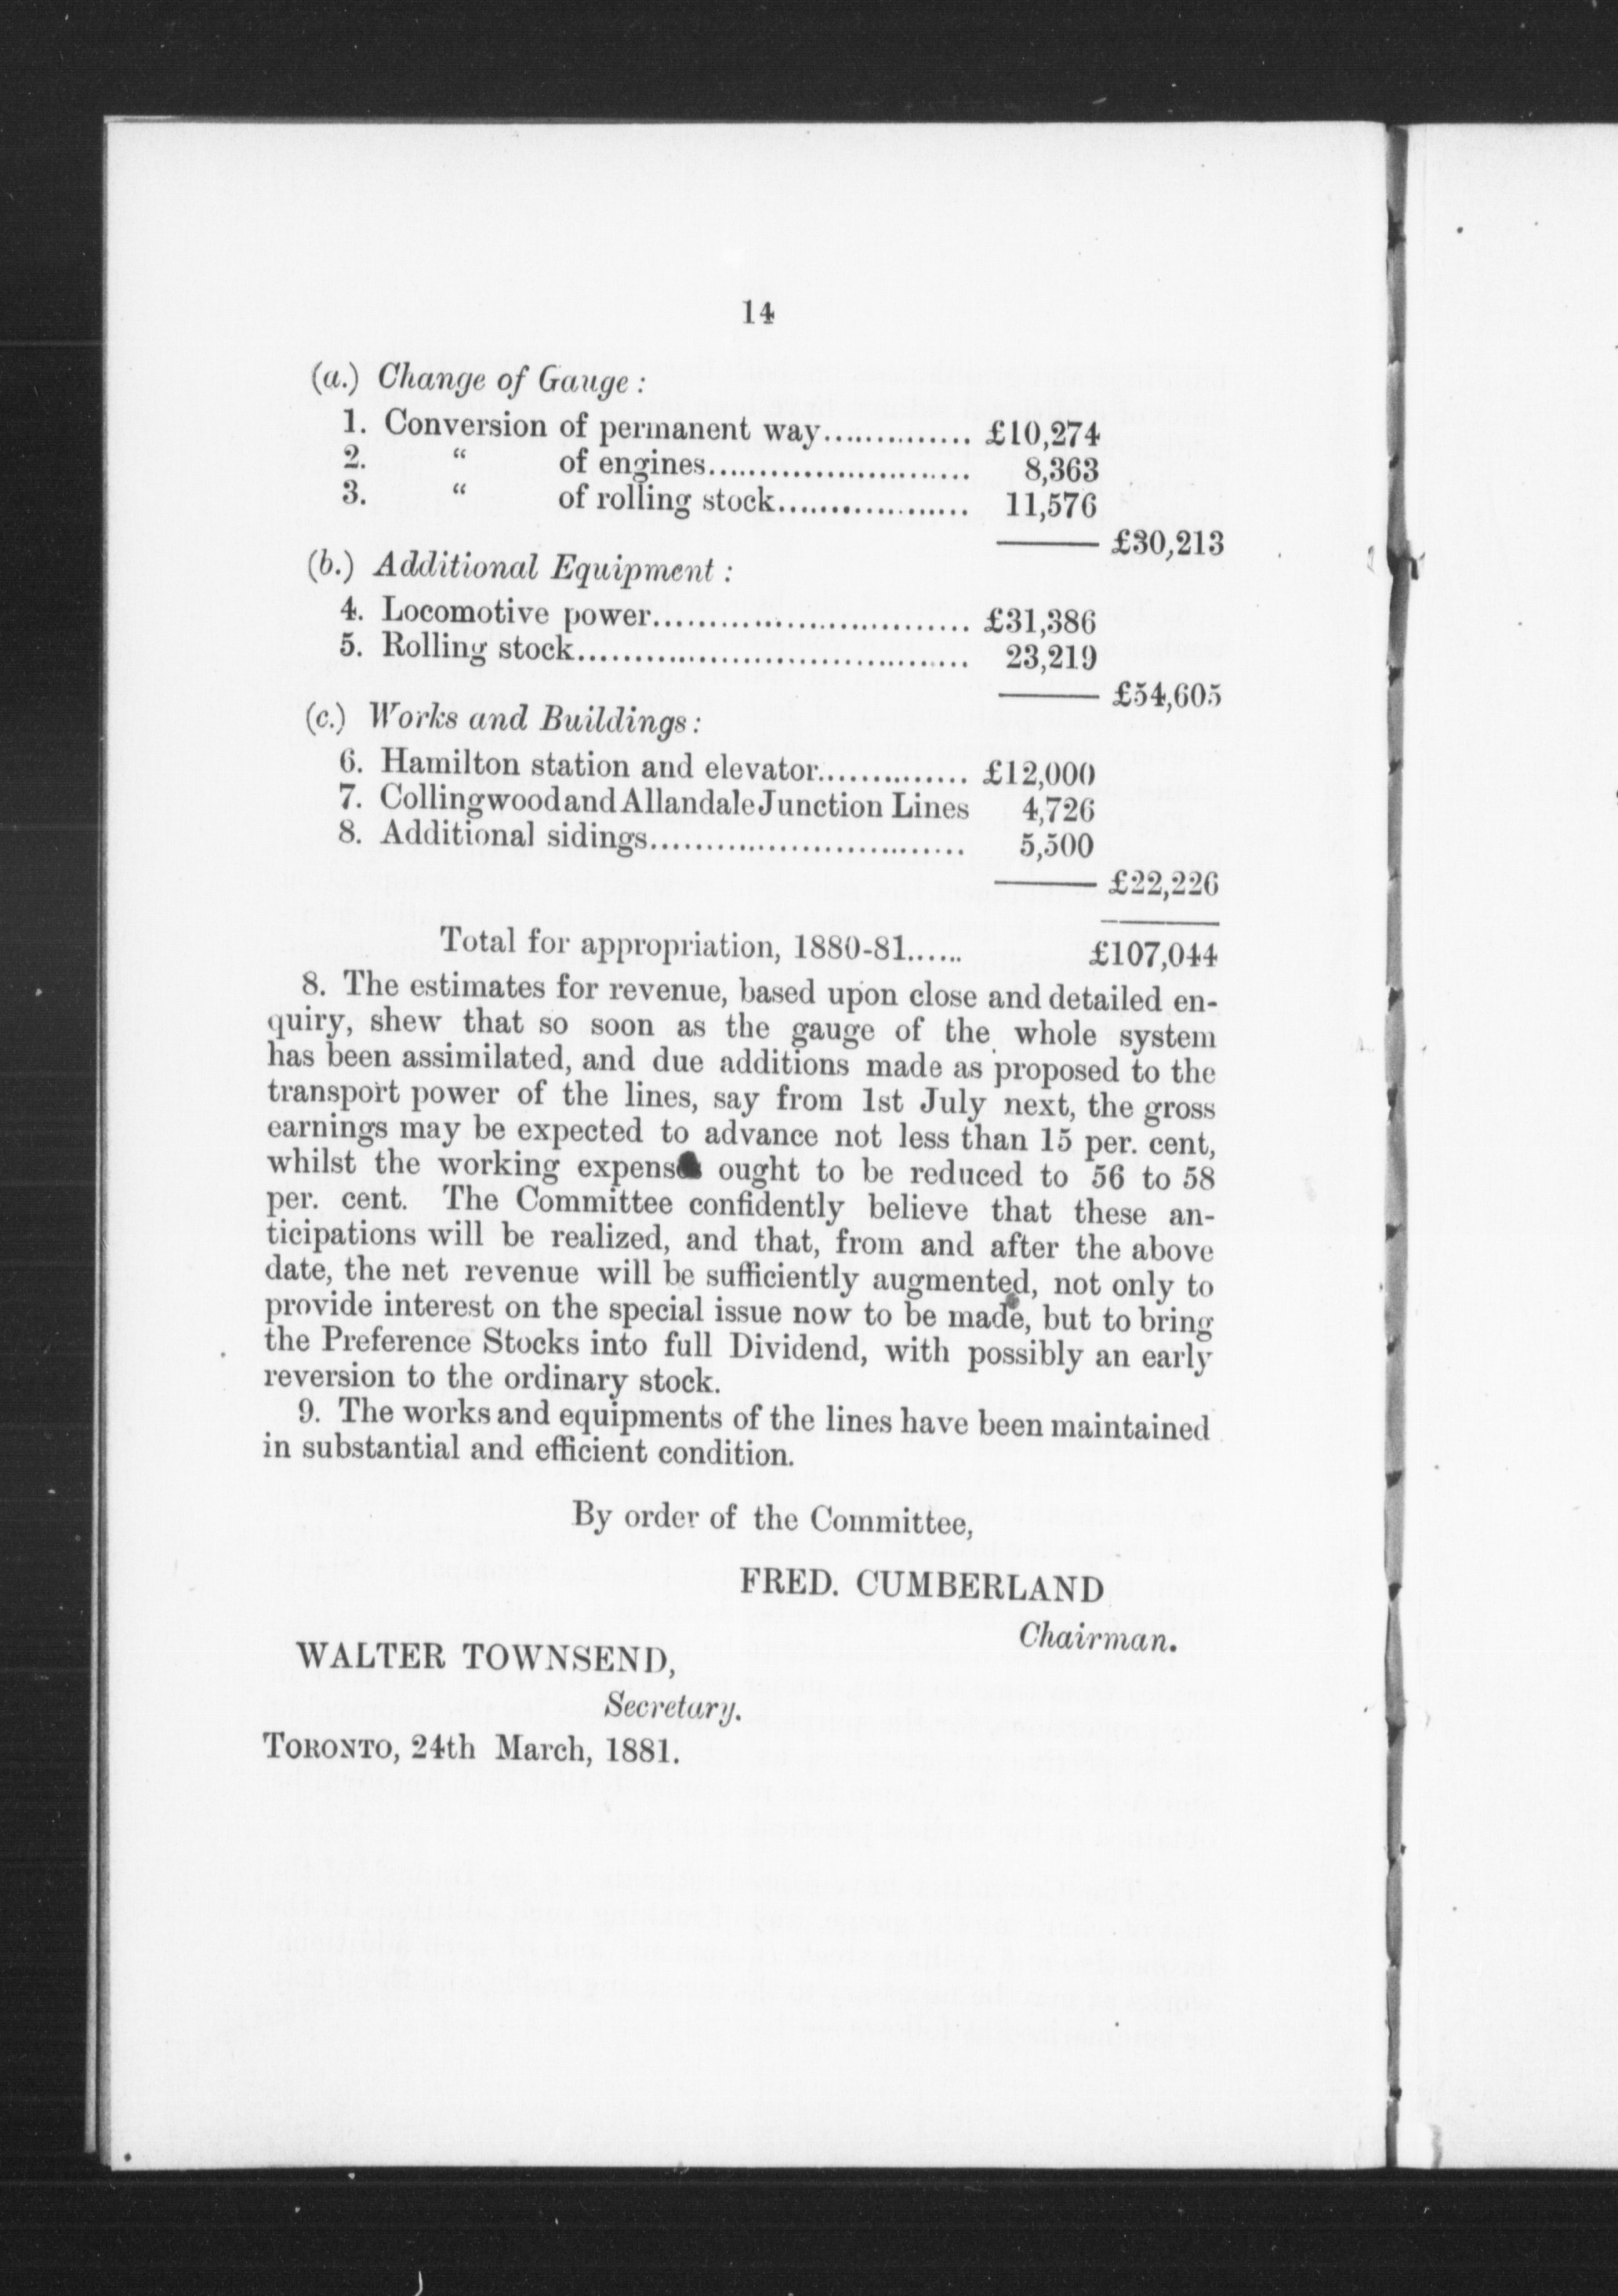 14
(a.) Change of Gauge :
1. Conversion of permanent way.............. £10,274
2. “ of engines.......................... 8,363
3. “ of rolling stock................... 11,576
£30,213
(b.) Additional Equipment :
4. Locomotive power............................. £31,386
5. Rolling stock.................................... 23,219
£54,605
(c.) Works and Buildings :
6. Hamilton station and elevator.............. £12,000
7. Collingwood and Allandale Junction Lines 4,726
8. Additional sidings............................. 5,500
£22,226
Total for appropriation, 1880-81...... £107,044
8. The estimates for revenue, based upon close and detailed en-
quiry, shew that so soon as the gauge of the whole system
has been assimilated, and due additions made as proposed to the
transport power of the lines, say from 1st July next, the gross
earnings may be expected to advance not less than 15 per. cent,
whilst the working expenses ought to be reduced to 56 to 58
per. cent. The Committee confidently believe that these an-
ticipations will be realized, and that, from and after the above
date, the net revenue will be sufficiently augmented, not only to
provide interest on the special issue now to be made, but to bring
the Preference Stocks into full Dividend, with possibly an early
reversion to the ordinary stock.
9. The works and equipments of the lines have been maintained
in substantial and efficient condition.
By order of the Committee,
FRED. CUMBERLAND
Chairman.
WALTER TOWNSEND,
Secretary.
TORONTO, 24th March, 1881.